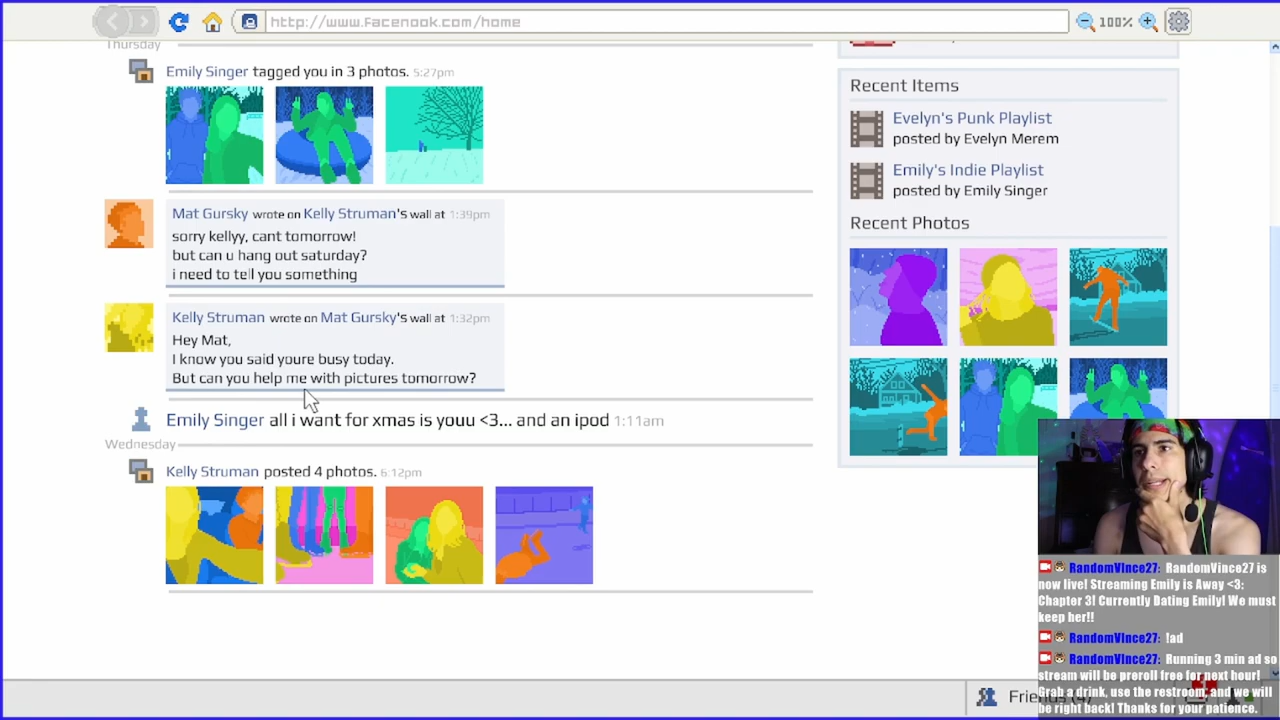 http://www.facenook.com/home
100%
Thursday
Emily Singer tagged you in 3 photos. 5:27pm
Mat Gursky wrote on Kelly Struman's wall at 1:39pm
sorry kellyy, cant tomorrow!
but can u hang out saturday?
i need to tell you something
Kelly Struman wrote on Mat Gursky's wall at 1:32pm
Hey Mat,
I know you said youre busy today.
But can you help me with pictures tomorrow?
Emily Singer all i want for xmas is youu <3... and an ipod 1:11am
Wednesday
Kelly Struman posted 4 photos. 6:12pm
Recent Items
Evelyn's Punk Playlist
posted by Evelyn Merem
Emily's Indie Playlist
posted by Emily Singer
Recent Photos
RandomVince27: RandomVince27 is
now live! Streaming Emily is Away <3:
Chapter 3! Currently Dating Emily! We must
keep her!!
RandomVince27: !ad
RandomVince27: Running 3 min ad so
stream will be preroll free for next hour!
Grab a drink, use the restroom, and we will
be right back! Thanks for your patience.
Friends